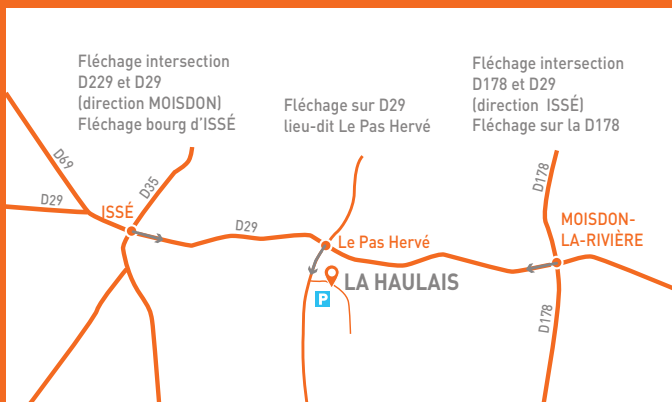 Fléchage intersection
D229 et D29
(direction MOISDON)
Fléchage bourg d'ISSÉ
Fléchage sur D29
lieu-dit Le Pas Hervé
Fléchage intersection
D178 et D29
(direction ISSÉ)
Fléchage sur la D178
D69
D29
D35
ISSÉ
D29
Le Pas Hervé
D178
MOISDON-
LA-RIVIÈRE
LA HAULAIS
P
D178